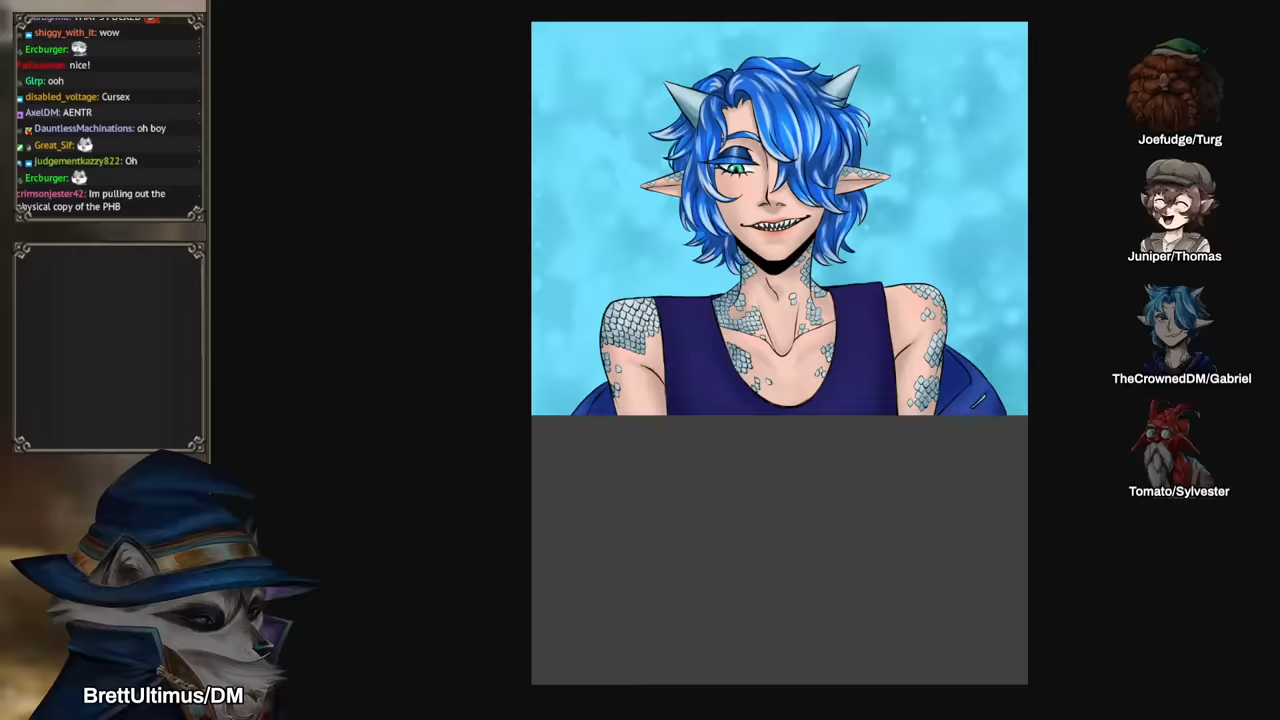 shiggy_with_it: wow
Ercburger:
nice!
Glrp: ooh
disabled_voltage: Cursex
AxelDM: AENTR
DauntlessMachinations: oh boy
Great_Sif:
judgementkazzy822: Oh
Ercburger:
crimsonjester42: Im pulling out the
physical copy of the PHB
Joefudge/Turg
Juniper/Thomas
TheCrownedDM/Gabriel
Tomato/Sylvester
BrettUltimus/DM